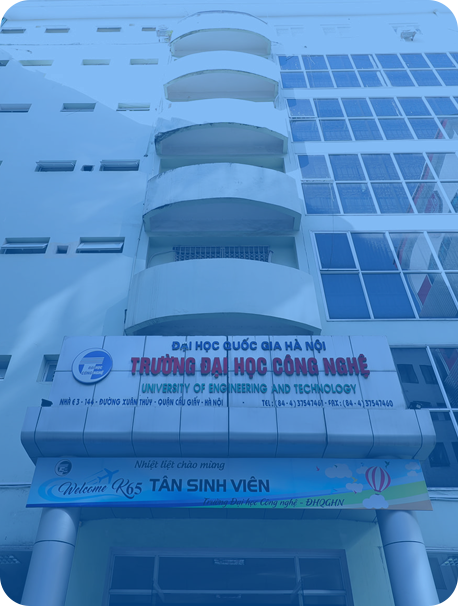 ĐẠI HỌC QUỐC GIA HÀ NỘI
TRƯỜNG ĐẠI HỌC CÔNG NGHỆ
UNIVERSITY OF ENGINEERING AND TECHNOLOGY
NHÀ E3 - 144 - ĐƯỜNG XUÂN THỦY - QUẬN CẦU GIẤY - HÀ NỘI TEL: (84-4) 37547461 - FAX: (84-4) 37547460
Nhiệt liệt chào mừng
Welcome K65 TÂN SINH VIÊN
Trường Đại học Công nghệ - ĐHQGHN